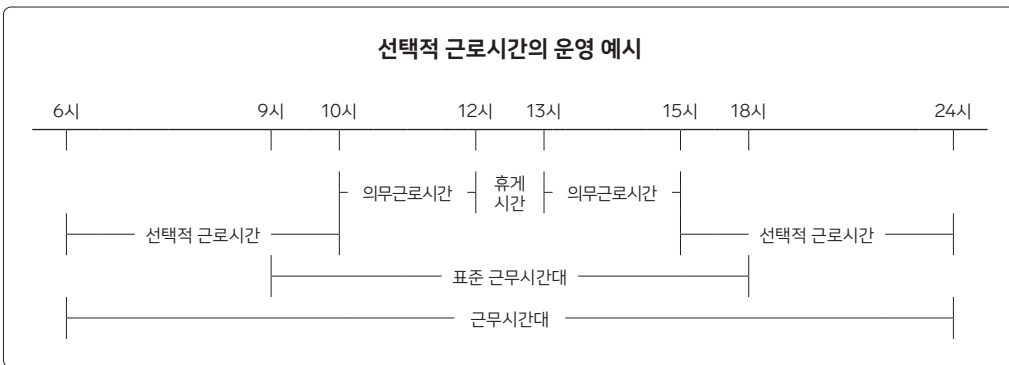 선택적 근로시간의 운영 예시
6시 9시 10시 12시 13시 15시 18시 24시
의무근로시간 휴게 의무근로시간
시간
선택적 근로시간 선택적 근로시간
표준 근무시간대
근무시간대